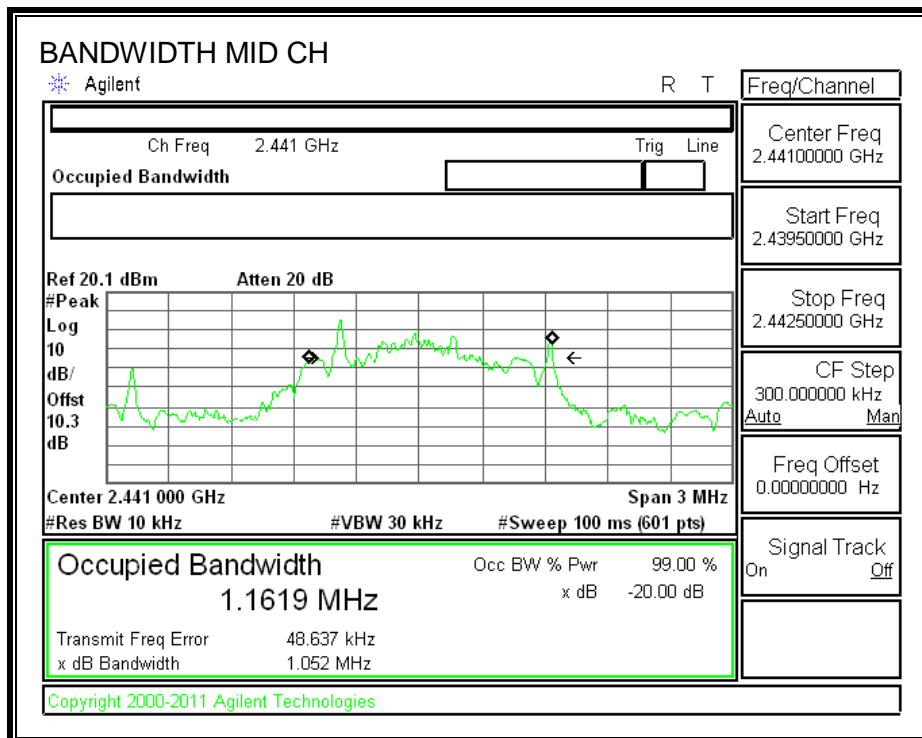 BANDWIDTH MID CH
Agilent R T
Freq/Channel
Ch Freq 2.441 GHz Trig Line
Occupied Bandwidth
Center Freq
2.44100000 GHz
Start Freq
2.43950000 GHz
Stop Freq
2.44250000 GHz
CF Step
300.000000 kHz
Auto Man
Freq Offset
0.00000000 Hz
Signal Track
On Off
Ref 20.1 dBm Atten 20 dB
#Peak
Log
10
dB/
Offst
10.3
dB
Center 2.441 000 GHz Span 3 MHz
#Res BW 10 kHz #VBW 30 kHz #Sweep 100 ms (601 pts)
Occupied Bandwidth Occ BW % Pwr 99.00 %
1.1619 MHz x dB -20.00 dB
Transmit Freq Error 48.637 kHz
x dB Bandwidth 1.052 MHz
Copyright 2000-2011 Agilent Technologies